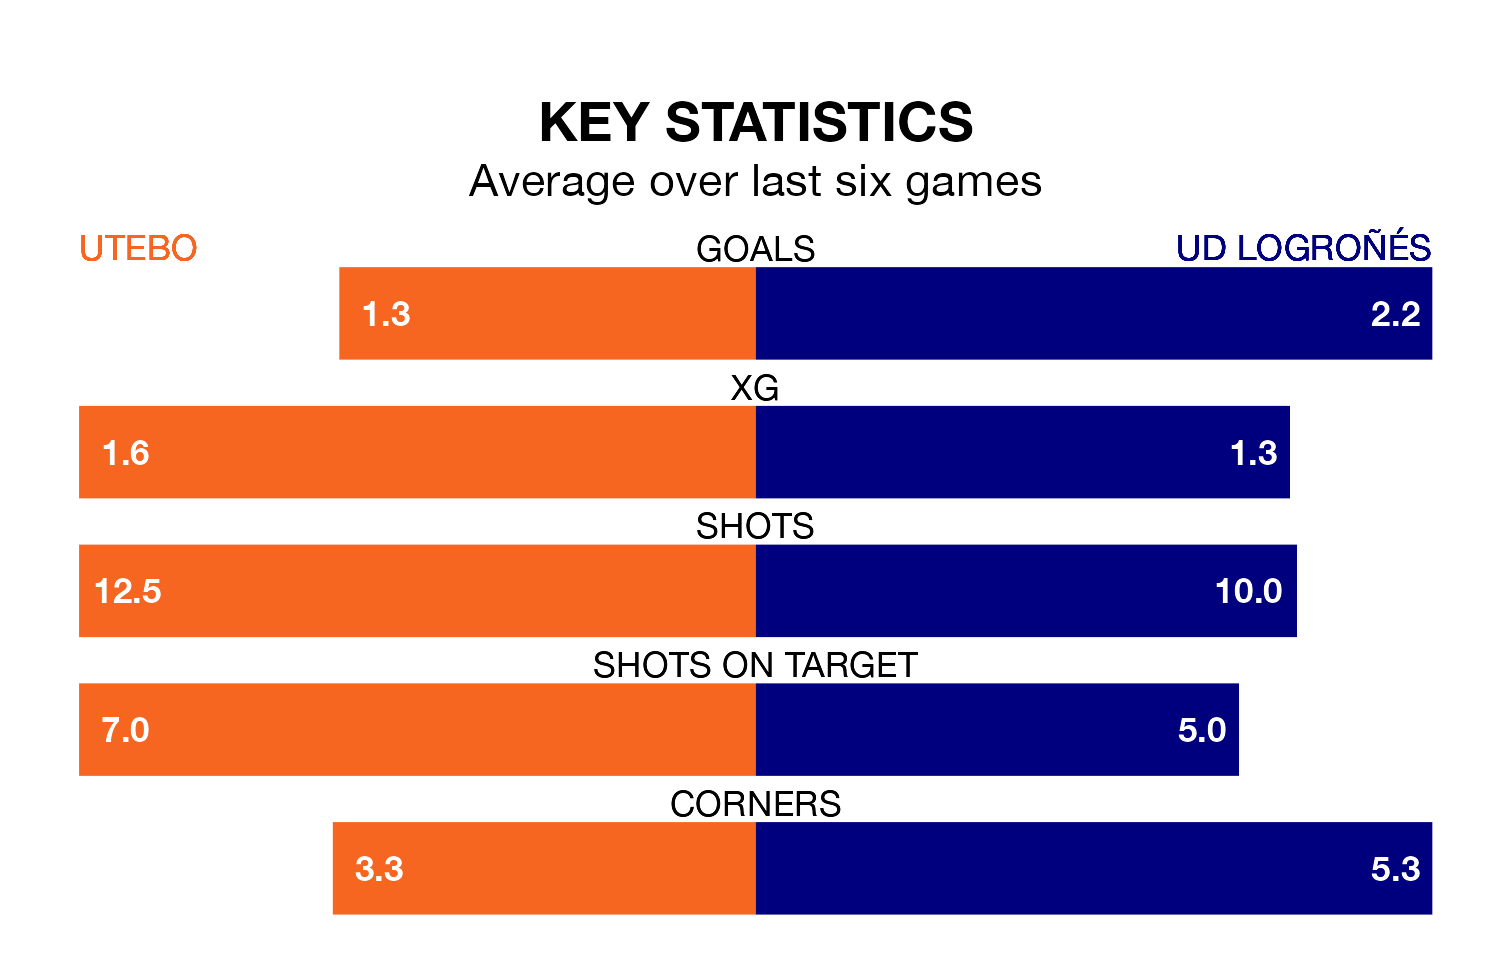 KEY STATISTICS
Average over last six games
UTEBO GOALS UD LOGROÑÉS
1.3 2.2
XG
1.6 1.3
SHOTS
12.5 10.0
SHOTS ON TARGET
7.0 5.0
CORNERS
3.3 5.3